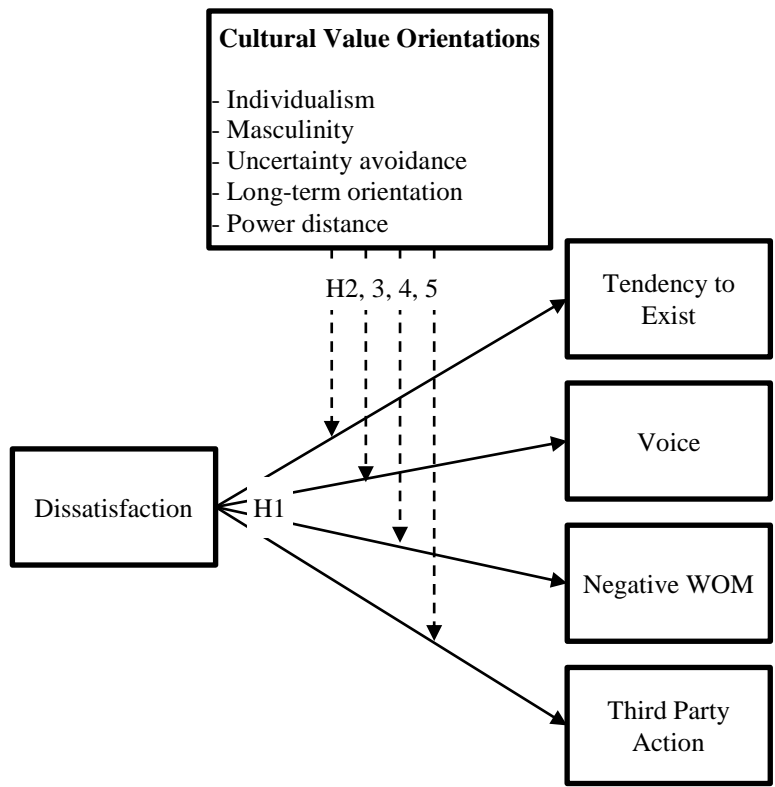 Cultural Value Orientations
- Individualism
- Masculinity
- Uncertainty avoidance
- Long-term orientation
- Power distance
H2, 3, 4, 5
Tendency to
Exist
Voice
Dissatisfaction
H1
Negative WOM
Third Party
Action